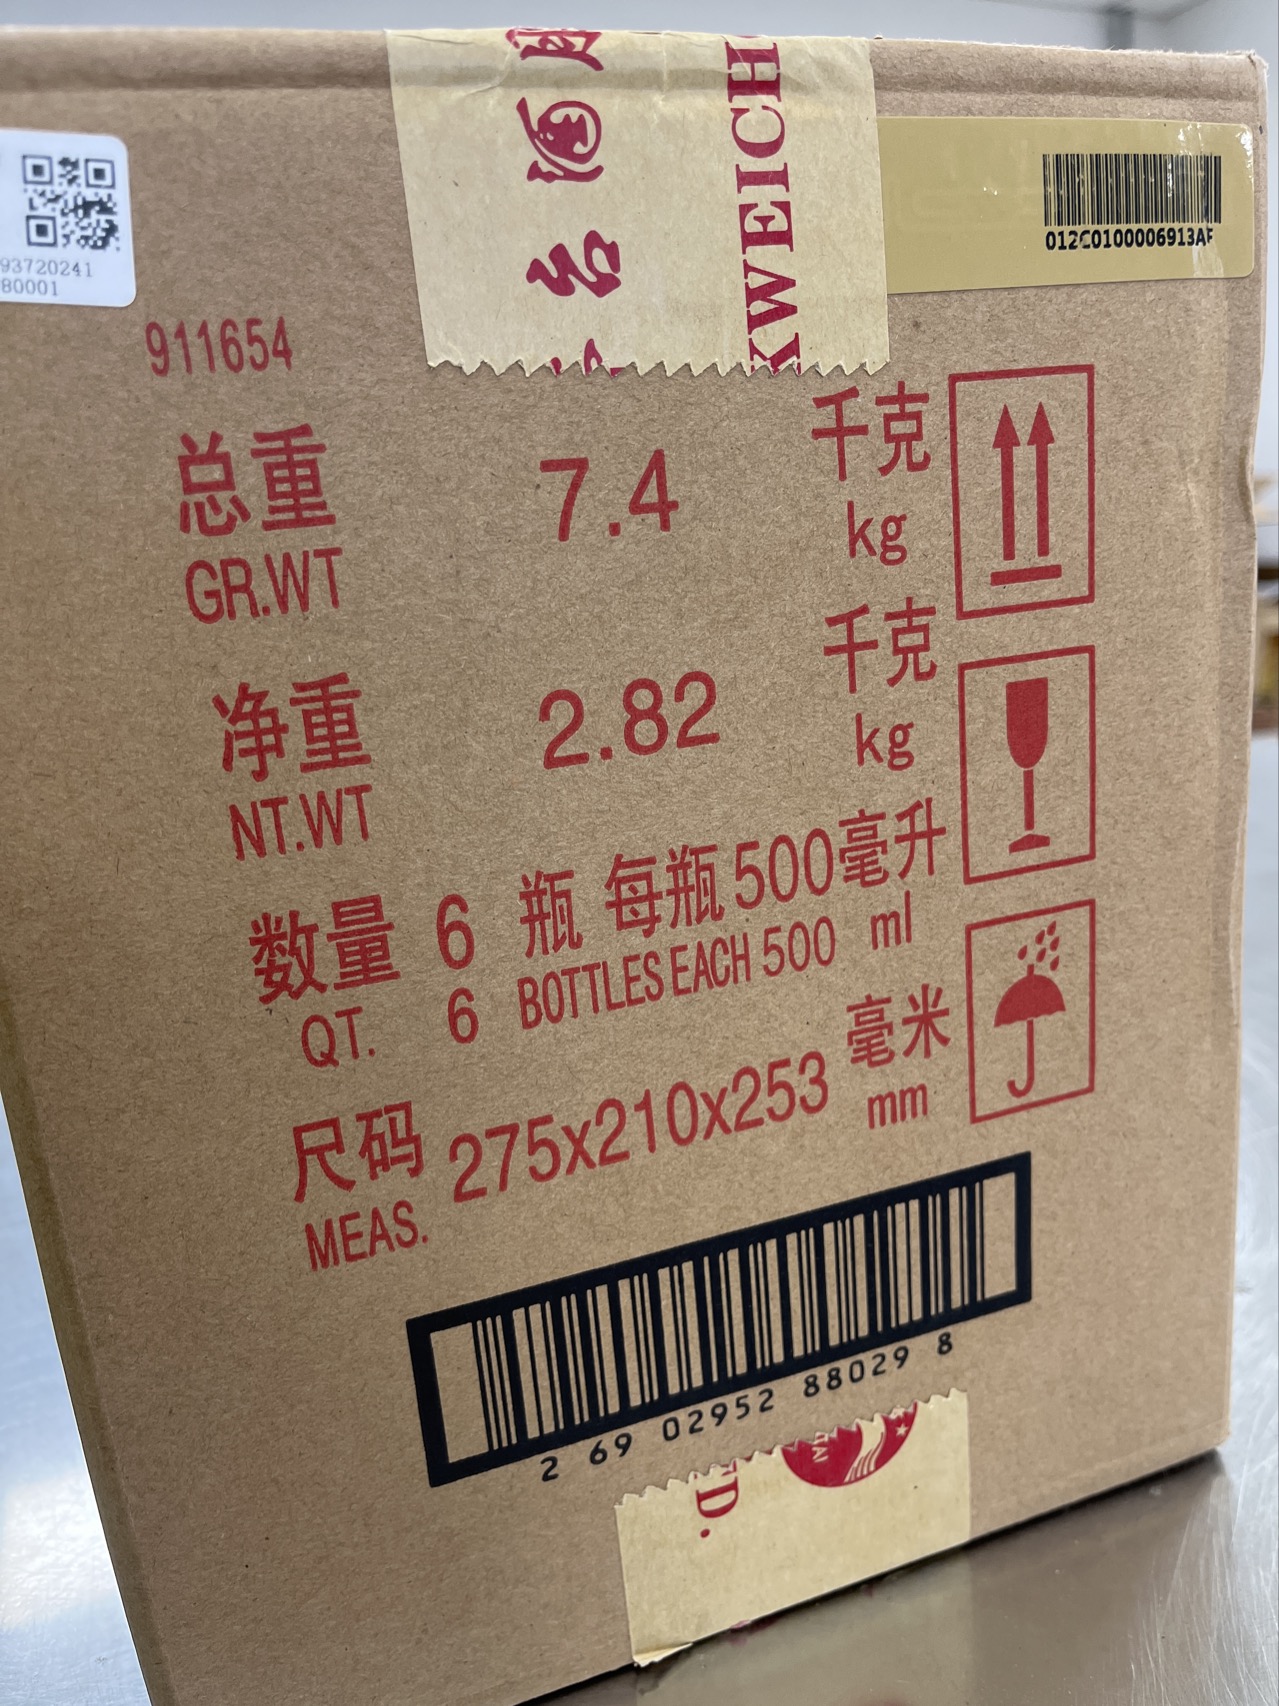 KWEICH
012C0100006913AF
93720241
80001
911654
总重 7.4 千克
GR.WT kg
净重 2.82 千克
NT.WT kg
数量 6 瓶 每瓶 500 毫升
QT. 6 BOTTLES EACH 500 ml
尺码 275x210x253 毫米
MEAS. mm
2 69 02952 88029 8
D.
TAI